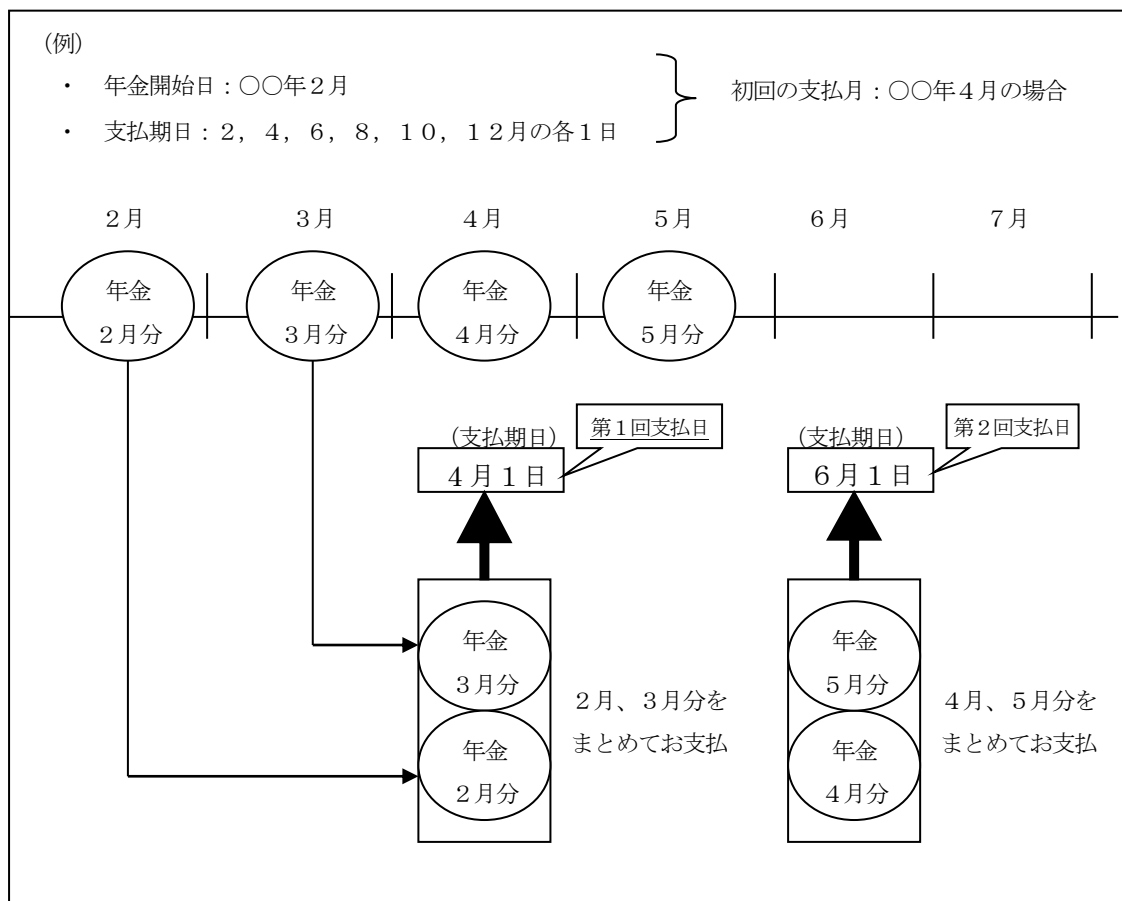 (例)
・ 年金開始日：○○年２月
・ 支払期日：２，４，６，８，１０，１２月の各１日
初回の支払月：○○年４月の場合
２月 ３月 ４月 ５月 ６月 ７月
年金 年金 年金 年金
２月分 ３月分 ４月分 ５月分
(支払期日)
第１回支払日
４月１日
(支払期日)
第２回支払日
６月１日
年金
３月分
年金
２月分
２月、３月分を
まとめてお支払
年金
５月分
年金
４月分
４月、５月分を
まとめてお支払